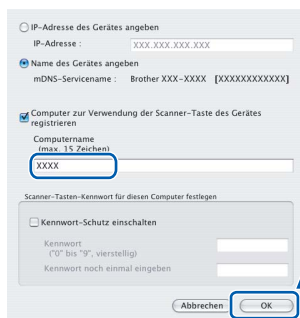 IP-Adresse des Gerätes angeben
IP-Adresse :
XXX.XXX.XXX.XXX
Name des Gerätes angeben
mDNS-Servicename : Brother XXX-XXXX [XXXXXXXXXXXX]
Computer zur Verwendung der Scanner-Taste des Gerätes
registrieren
Computername
(max. 15 Zeichen)
XXXX
Scanner-Tasten-Kennwort für diesen Computer festlegen
Kennwort-Schutz einschalten
Kennwort
("0" bis "9", vierstellig)
Kennwort noch einmal eingeben
Abbrechen OK